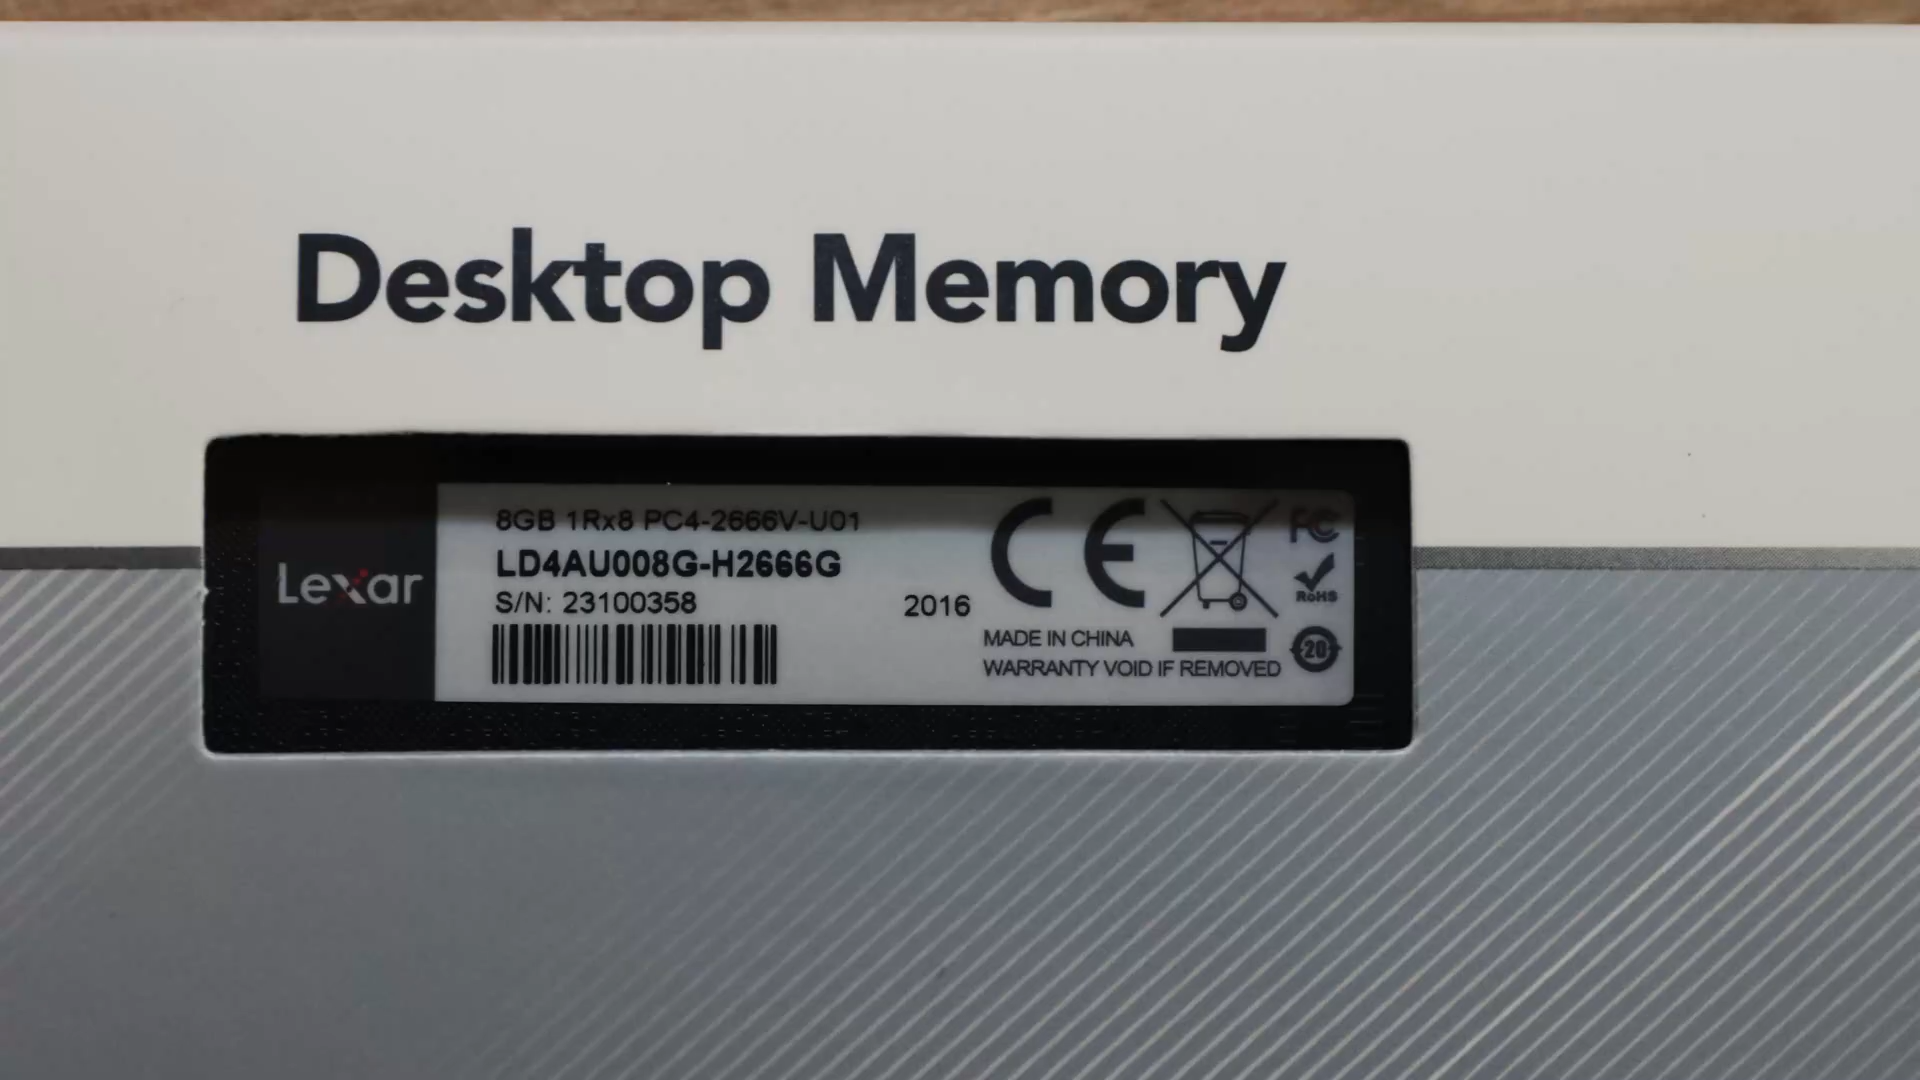 Desktop Memory
Lexar
8GB 1Rx8 PC4-2666V-U01
LD4AU008G-H2666G
S/N: 23100358
2016
CE
FC
RoHS
MADE IN CHINA
20
WARRANTY VOID IF REMOVED